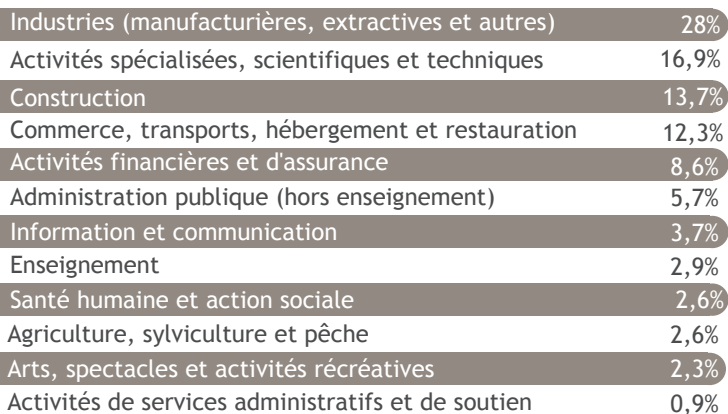 Industries (manufacturières, extractives et autres) 28%
Activités spécialisées, scientifiques et techniques 16,9%
Construction 13,7%
Commerce, transports, hébergement et restauration 12,3%
Activités financières et d'assurance 8,6%
Administration publique (hors enseignement) 5,7%
Information et communication 3,7%
Enseignement 2,9%
Santé humaine et action sociale 2,6%
Agriculture, sylviculture et pêche 2,6%
Arts, spectacles et activités récréatives 2,3%
Activités de services administratifs et de soutien 0,9%